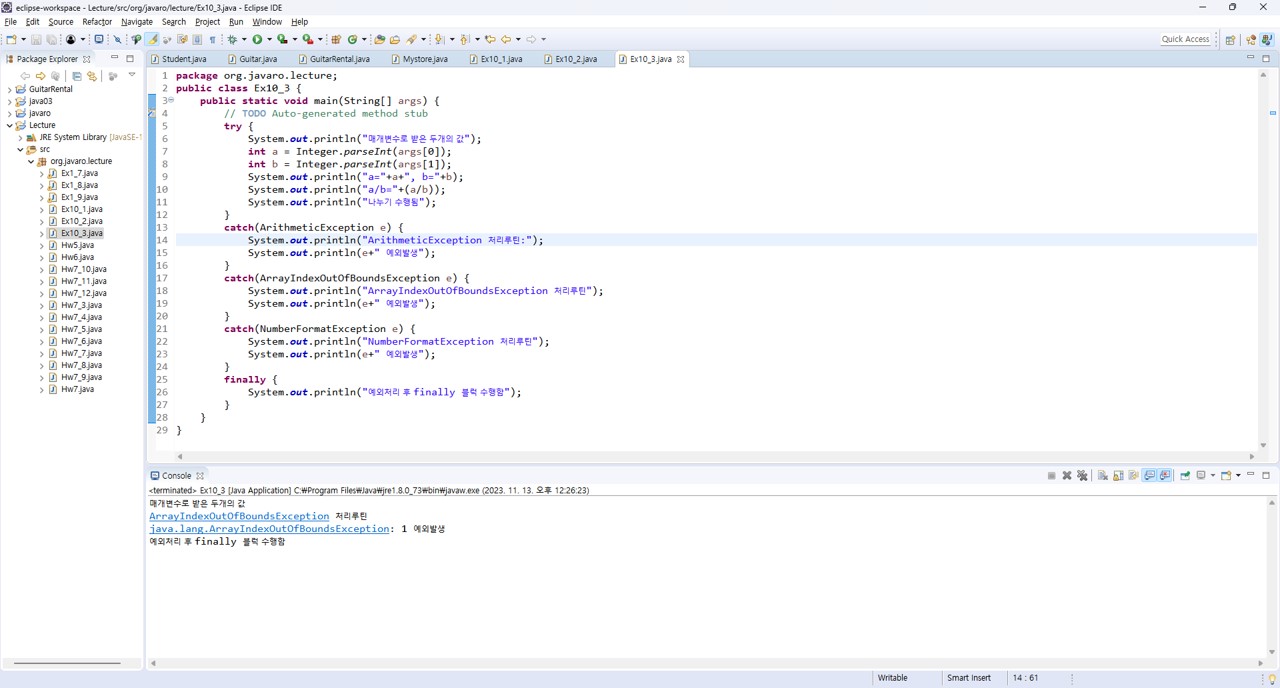 eclipse-workspace - Lecture/src/org/javaro/lecture/Ex10_3.java - Eclipse IDE
File Edit Source Refactor Navigate Search Project Run Window Help
Quick Access
Package Explorer
GuitarRental
java03
javaro
Lecture
JRE System Library [JavaSE-1
src
org.javaro.lecture
Ex1_7.java
Ex1_8.java
Ex1_9.java
Ex10_1.java
Ex10_2.java
Ex10_3.java
Hw5.java
Hw6.java
Hw7_10.java
Hw7_11.java
Hw7_12.java
Hw7_3.java
Hw7_4.java
Hw7_5.java
Hw7_6.java
Hw7_7.java
Hw7_8.java
Hw7_9.java
Hw7.java
Student.java Guitar.java GuitarRental.java Mystore.java Ex10_1.java Ex10_2.java Ex10_3.java
1 package org.javaro.lecture;
2 public class Ex10_3 {
3 public static void main(String[] args) {
4 // TODO Auto-generated method stub
5 try {
6 System.out.println("매개변수로 받은 두개의 값");
7 int a = Integer.parseInt(args[0]);
8 int b = Integer.parseInt(args[1]);
9 System.out.println("a="+a+", b="+b);
10 System.out.println("a/b="+(a/b));
11 System.out.println("나누기 수행됨");
12 }
13 catch(ArithmeticException e) {
14 System.out.println("ArithmeticException 처리루틴:");
15 System.out.println(e+" 예외발생");
16 }
17 catch(ArrayIndexOutOfBoundsException e) {
18 System.out.println("ArrayIndexOutOfBoundsException 처리루틴");
19 System.out.println(e+" 예외발생");
20 }
21 catch(NumberFormatException e) {
22 System.out.println("NumberFormatException 처리루틴");
23 System.out.println(e+" 예외발생");
24 }
25 finally {
26 System.out.println("예외처리 후 finally 블럭 수행함");
27 }
28 }
29 }
Console
<terminated> Ex10_3 [Java Application] C:₩Program Files₩Java₩jre1.8.0_73₩bin₩javaw.exe (2023. 11. 13. 오후 12:26:23)
매개변수로 받은 두개의 값
ArrayIndexOutOfBoundsException 처리루틴
java.lang.ArrayIndexOutOfBoundsException: 1 예외발생
예외처리 후 finally 블럭 수행함
Writable Smart Insert 14 : 61